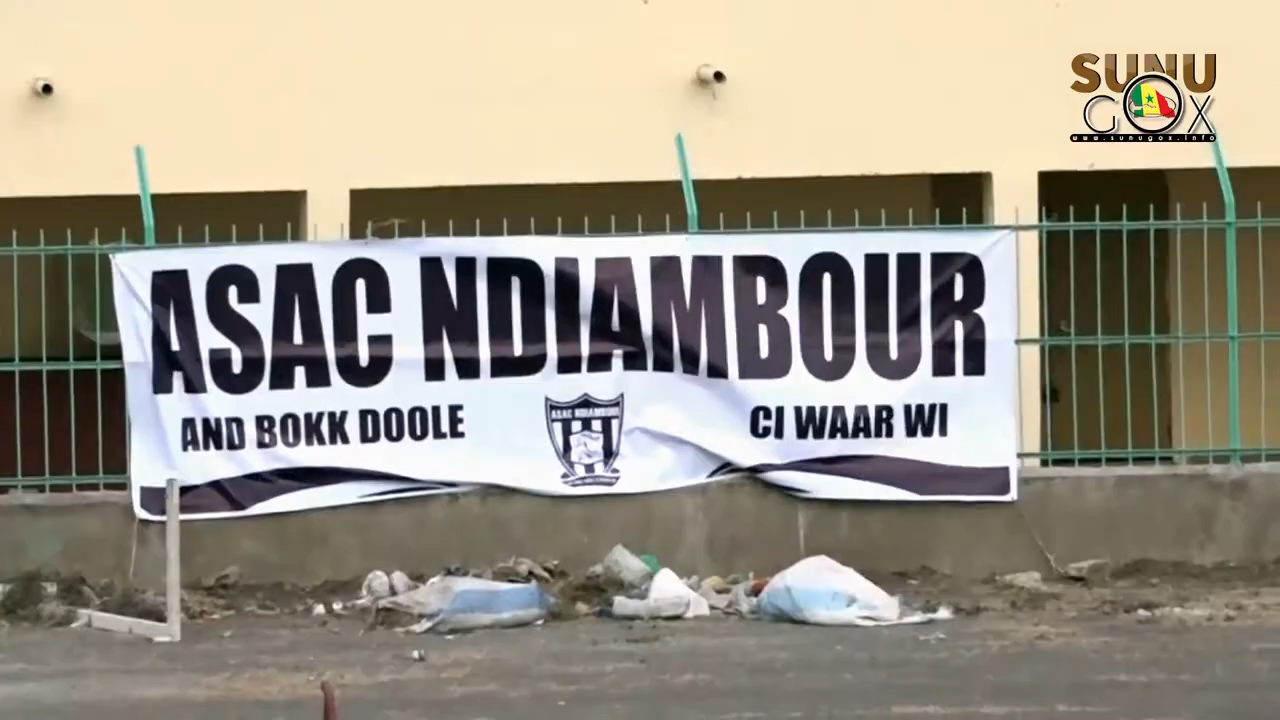 SUNU
GOX
www.sunugox.info
ASAC NDIAMBOUR
AND BOKK DOOLE
CI WAAR WI
ASAC NDIAMBOUR